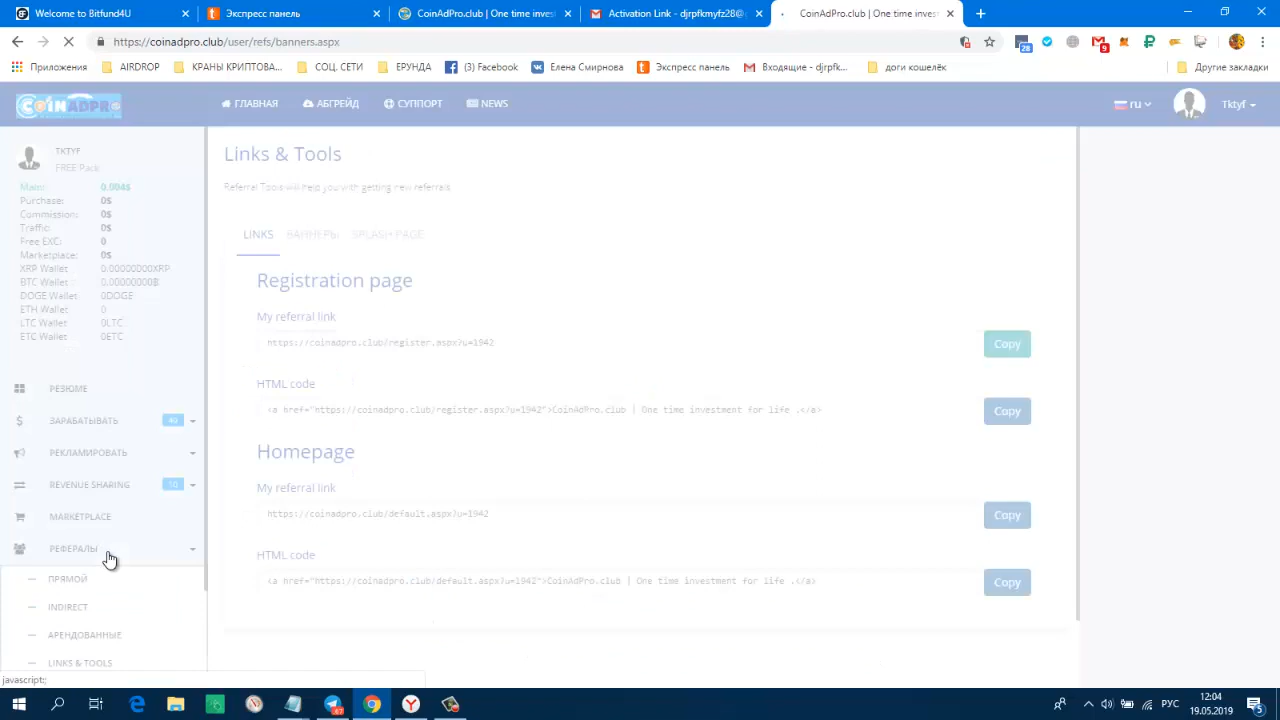 Welcome to Bitfund4U
Экспресс панель
CoinAdPro.club | One time inves
Activation Link - djrpfkmyfz28@
CoinAdPro.club | One time inves
https://coinadpro.club/user/refs/banners.aspx
28
9
Приложения
AIRDROP
КРАНЫ КРИПТОВА...
СОЦ. СЕТИ
ЕРУНДА
(3) Facebook
Елена Смирнова
Экспресс панель
Входящие - djrpfk...
доги кошелёк
Другие закладки
COINADPRO
ГЛАВНАЯ
АБГРЕЙД
СУППОРТ
NEWS
ru
Tktyf
TKTYF
FREE Pack
Main: 0.004$
Purchase: 0$
Commission: 0$
Traffic: 0$
Free EXC: 0
Marketplace: 0$
XRP Wallet: 0.00000000XRP
BTC Wallet: 0.00000000฿
DOGE Wallet: 0DOGE
ETH Wallet: 0
LTC Wallet: 0LTC
ETC Wallet: 0ETC
РЕЗЮМЕ
ЗАРАБАТЫВАТЬ
40
РЕКЛАМИРОВАТЬ
REVENUE SHARING
10
MARKETPLACE
РЕФЕРАЛЫ
ПРЯМОЙ
INDIRECT
АРЕНДОВАННЫЕ
LINKS & TOOLS
Links & Tools
Referral Tools will help you with getting new referrals
LINKS
БАННЕРЫ
SPLASH PAGE
Registration page
My referral link
https://coinadpro.club/register.aspx?u=1942
Copy
HTML code
<a href="https://coinadpro.club/register.aspx?u=1942">CoinAdPro.club | One time investment for life .</a>
Copy
Homepage
My referral link
https://coinadpro.club/default.aspx?u=1942
Copy
HTML code
<a href="https://coinadpro.club/default.aspx?u=1942">CoinAdPro.club | One time investment for life .</a>
Copy
javascript:;
РУС
12:04
19.05.2019
5